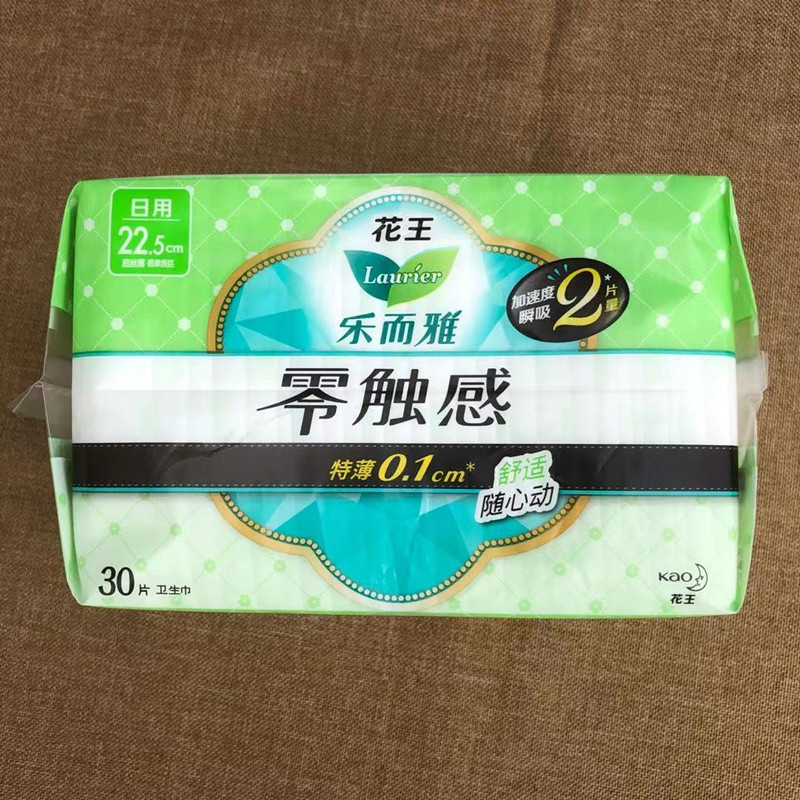 日用
22.5cm
花王
Laurier
乐而雅
加速度
瞬吸
2*片量
零触感
特薄0.1cm*
舒适
随心动
30片 卫生巾
Kao
花王